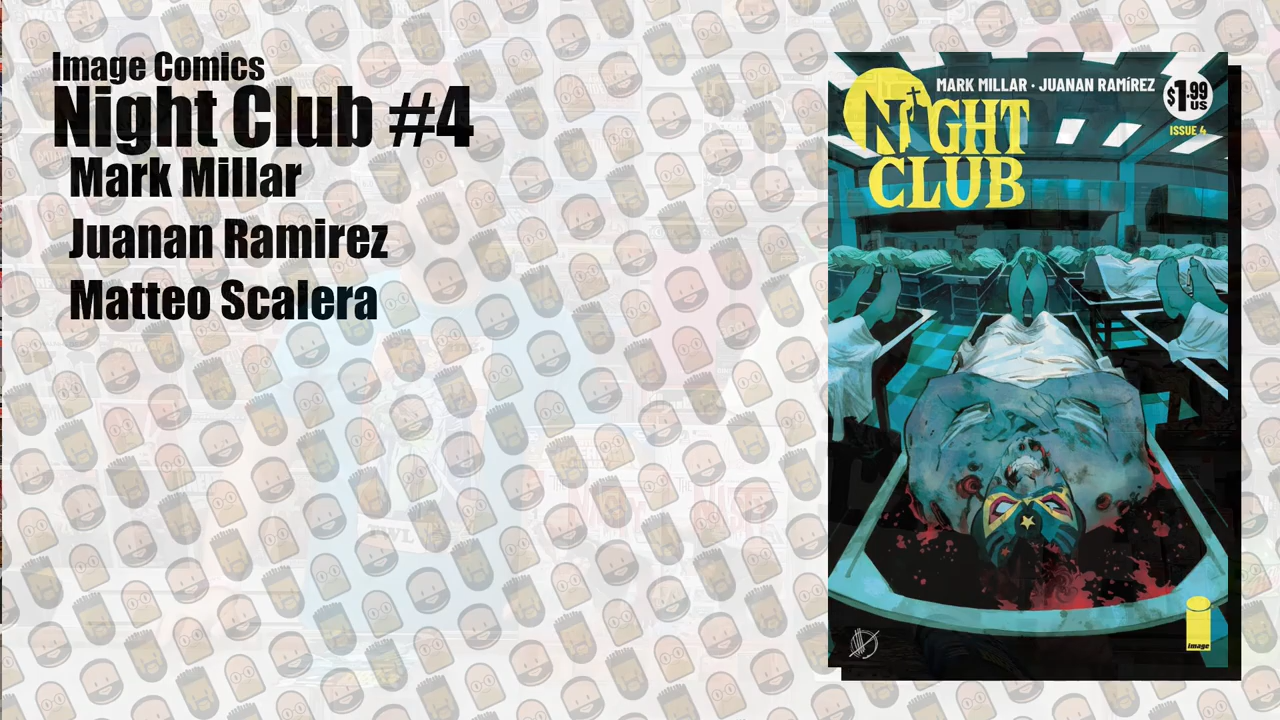 Image Comics
Night Club #4
Mark Millar
Juanan Ramirez
Matteo Scalera
MARK MILLAR · JUANAN RAMÍREZ
NIGHT
CLUB
$1.99
US
ISSUE 4
image